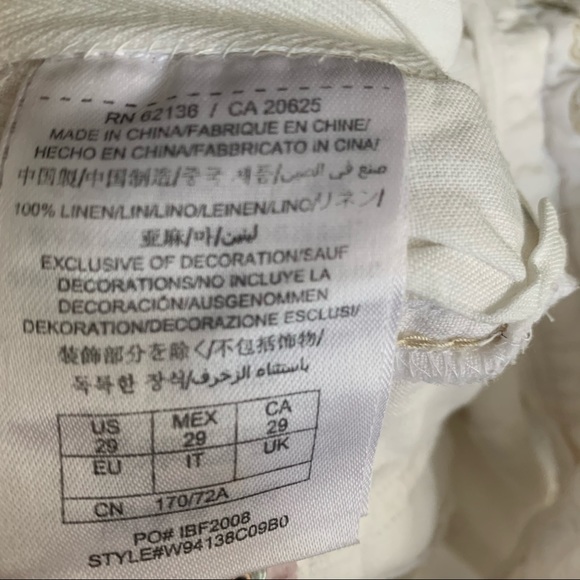 RN 62136 / CA 20625
MADE IN CHINA/FABRIQUE EN CHINE/
HECHO EN CHINA/FABBRICATO IN CINA/
中国製/中国制造/중국 제품/صنع في الصين
100% LINEN/LIN/LINO/LEINEN/LINO/リネン/
亚麻/마/لينين
EXCLUSIVE OF DECORATION/SAUF
DECORATIONS/NO INCLUYE LA
DECORACIÓN/AUSGENOMMEN
DEKORATION/DECORAZIONE ESCLUSI/
装飾部分を除く/不包括饰物/
독특한 장식/باستثناء الزخرف
US MEX CA
29 29 29
EU IT UK
CN 170/72A
PO# IBF2008
STYLE#W94138C09B0